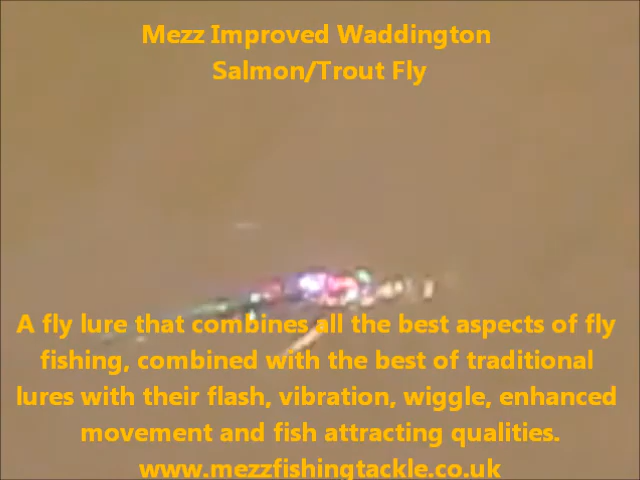 Mezz Improved Waddington
Salmon/Trout Fly
A fly lure that combines all the best aspects of fly
fishing, combined with the best of traditional
lures with their flash, vibration, wiggle, enhanced
movement and fish attracting qualities.
www.mezzfishingtackle.co.uk